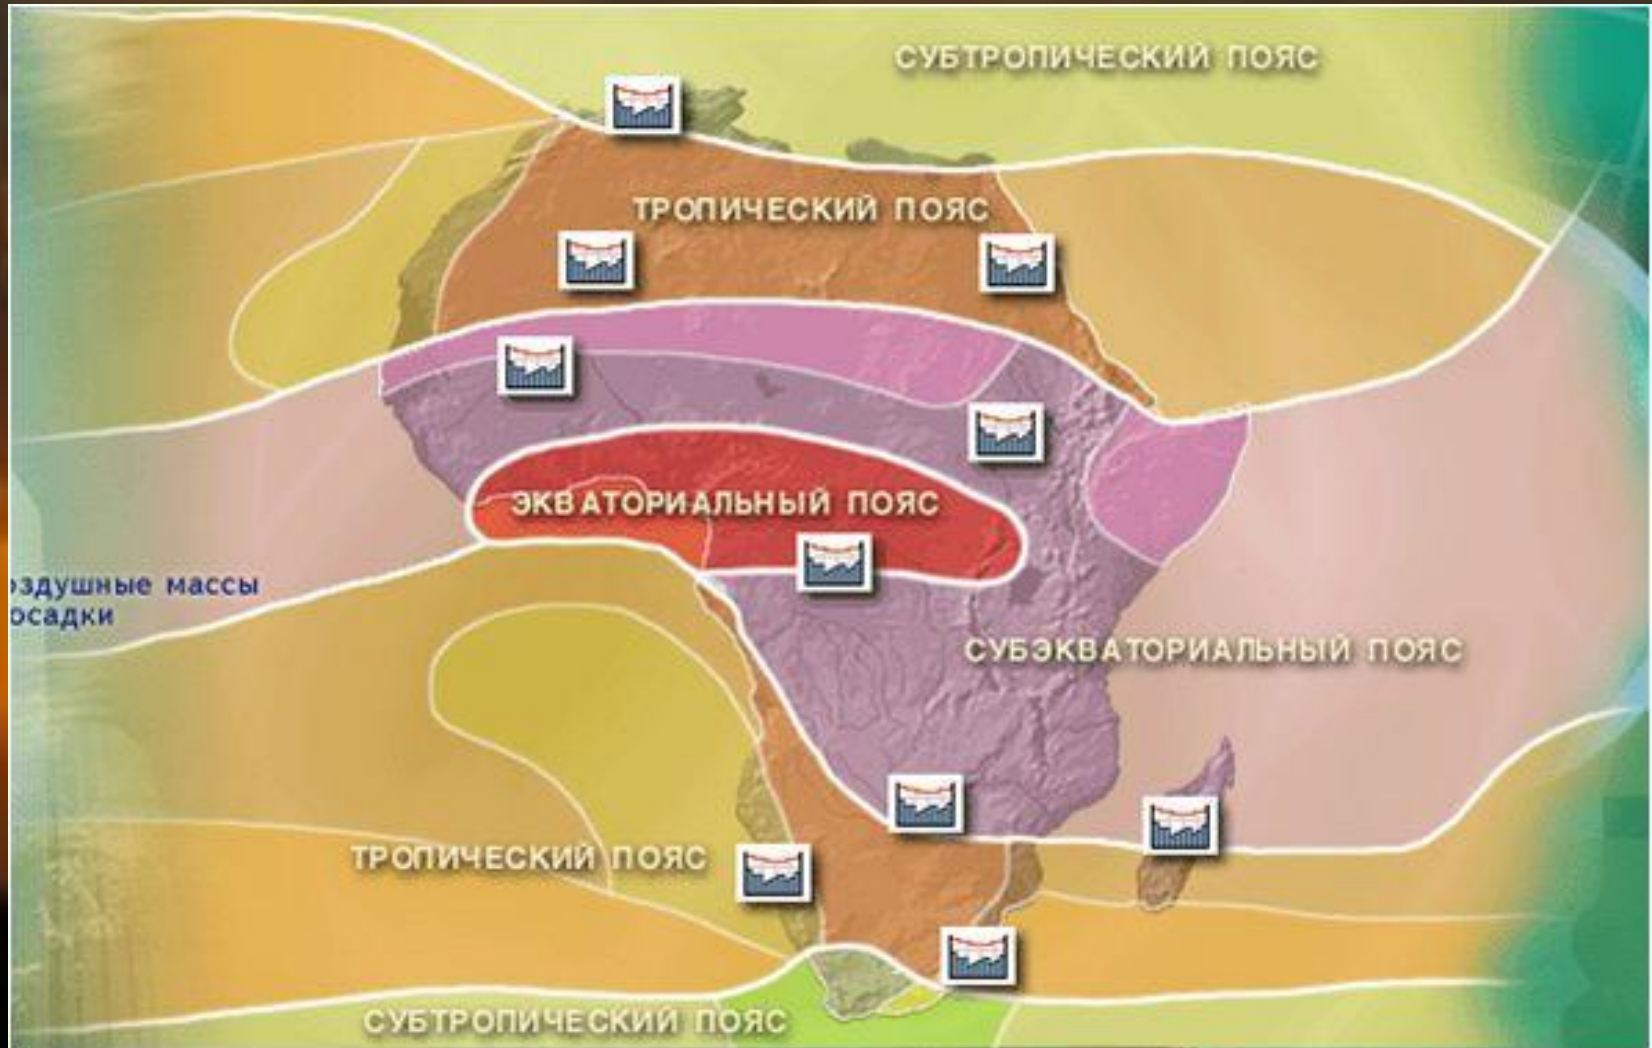 СУБТРОПИЧЕСКИЙ ПОЯС
ТРОПИЧЕСКИЙ ПОЯС
ЭКВАТОРИАЛЬНЫЙ ПОЯС
оздушные массы
осадки
СУБЭКВАТОРИАЛЬНЫЙ ПОЯС
ТРОПИЧЕСКИЙ ПОЯС
СУБТРОПИЧЕСКИЙ ПОЯС